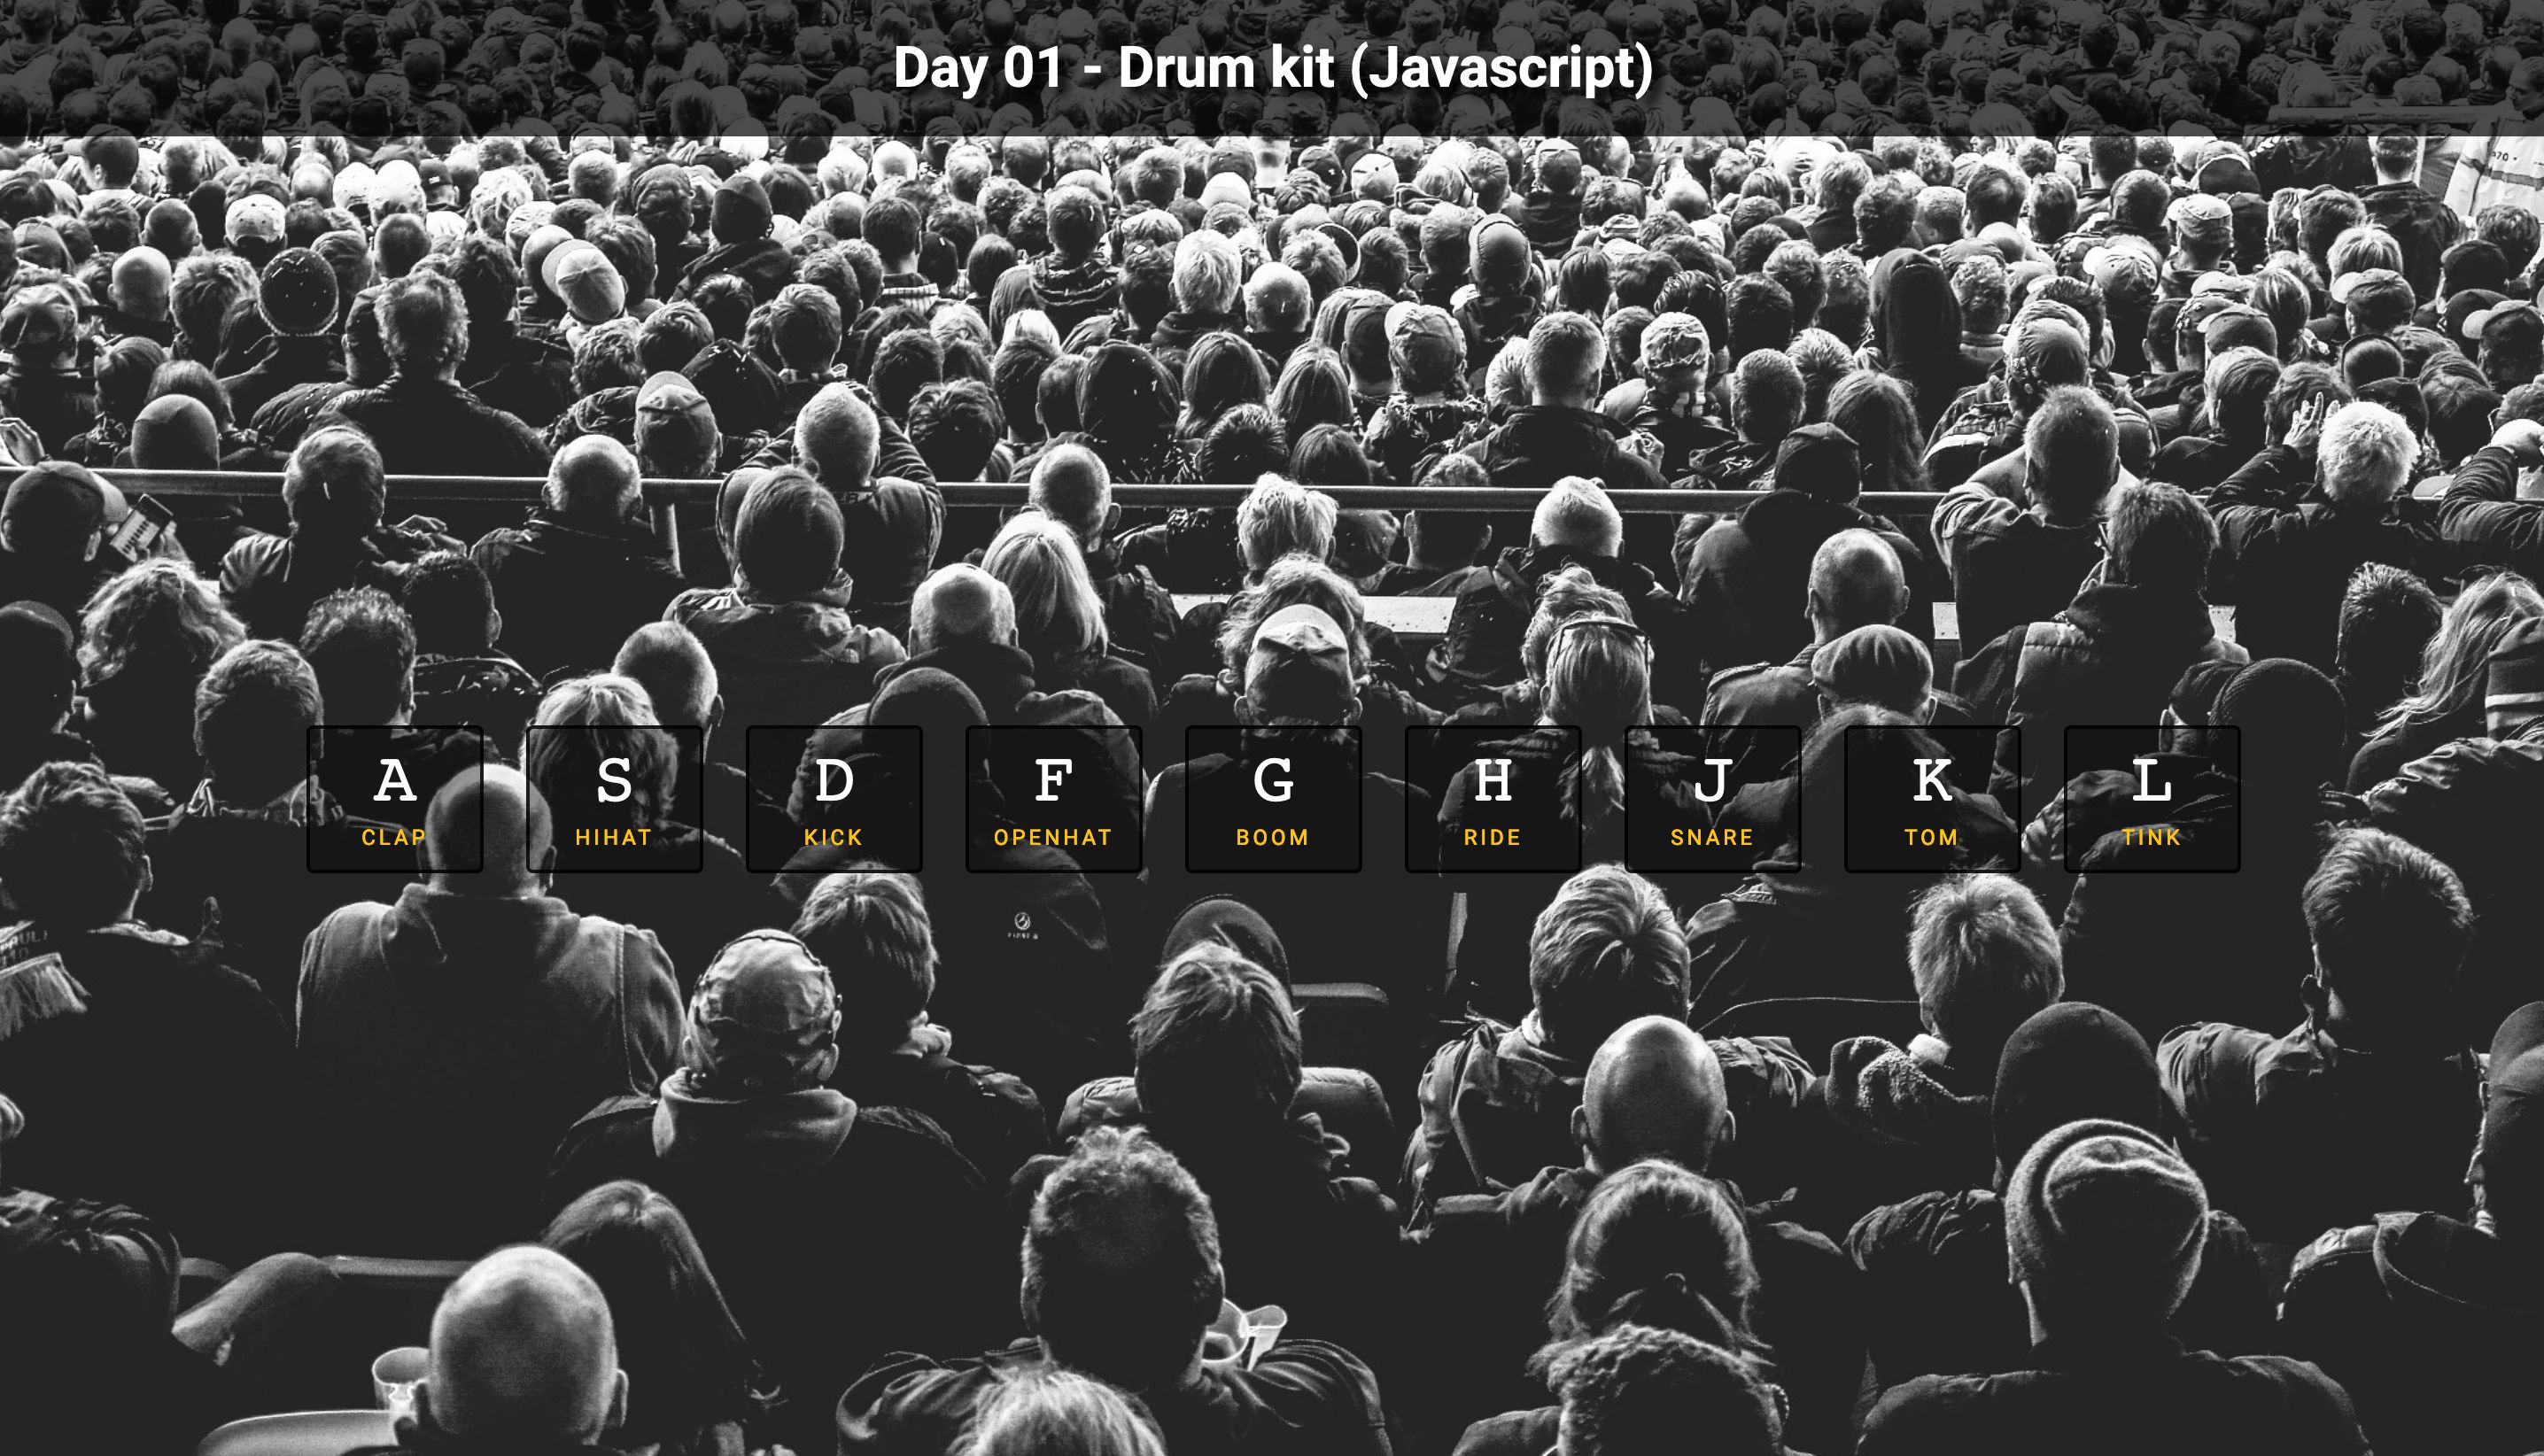 Day 01 - Drum kit (Javascript)
A
CLAP
S
HIHAT
D
KICK
F
OPENHAT
G
BOOM
H
RIDE
J
SNARE
K
TOM
L
TINK